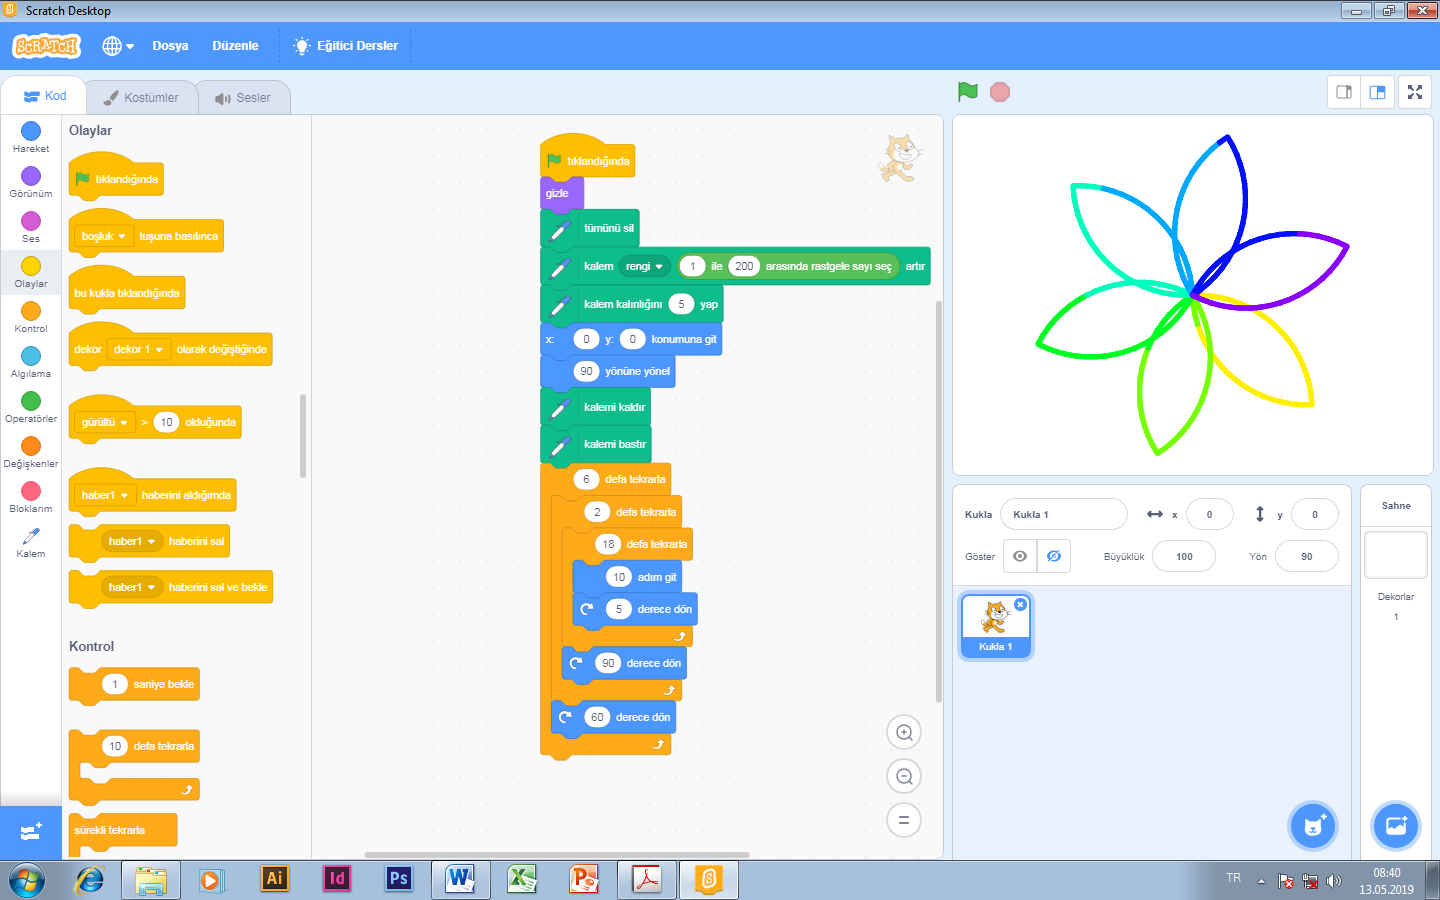 Scratch Desktop
SCRATCH
Dosya
Düzenle
Eğitici Dersler
Kod
Kostümler
Sesler
Hareket
Görünüm
Ses
Olaylar
Kontrol
Algılama
Operatörler
Değişkenler
Bloklarım
Kalem
Olaylar
tıklandığında
boşluk tuşuna basılınca
bu kukla tıklandığında
dekor dekor 1 olarak değiştiğinde
gürültü > 10 olduğunda
haber1 haberini aldığımda
haber1 haberini sal
haber1 haberini sal ve bekle
Kontrol
1 saniye bekle
10 defa tekrarla
sürekli tekrarla
tıklandığında
gizle
tümünü sil
kalem rengi 1 ile 200 arasında rastgele sayı seç artır
kalem kalınlığını 5 yap
x: 0 y: 0 konumuna git
90 yönüne yönel
kalemi kaldır
kalemi bastır
6 defa tekrarla
2 defa tekrarla
18 defa tekrarla
10 adım git
5 derece dön
90 derece dön
60 derece dön
Kukla Kukla 1 x 0 y 0
Göster Büyüklük 100 Yön 90
Kukla 1
Sahne
Dekorlar
1
Ai
Id
Ps
TR
08:40
13.05.2019